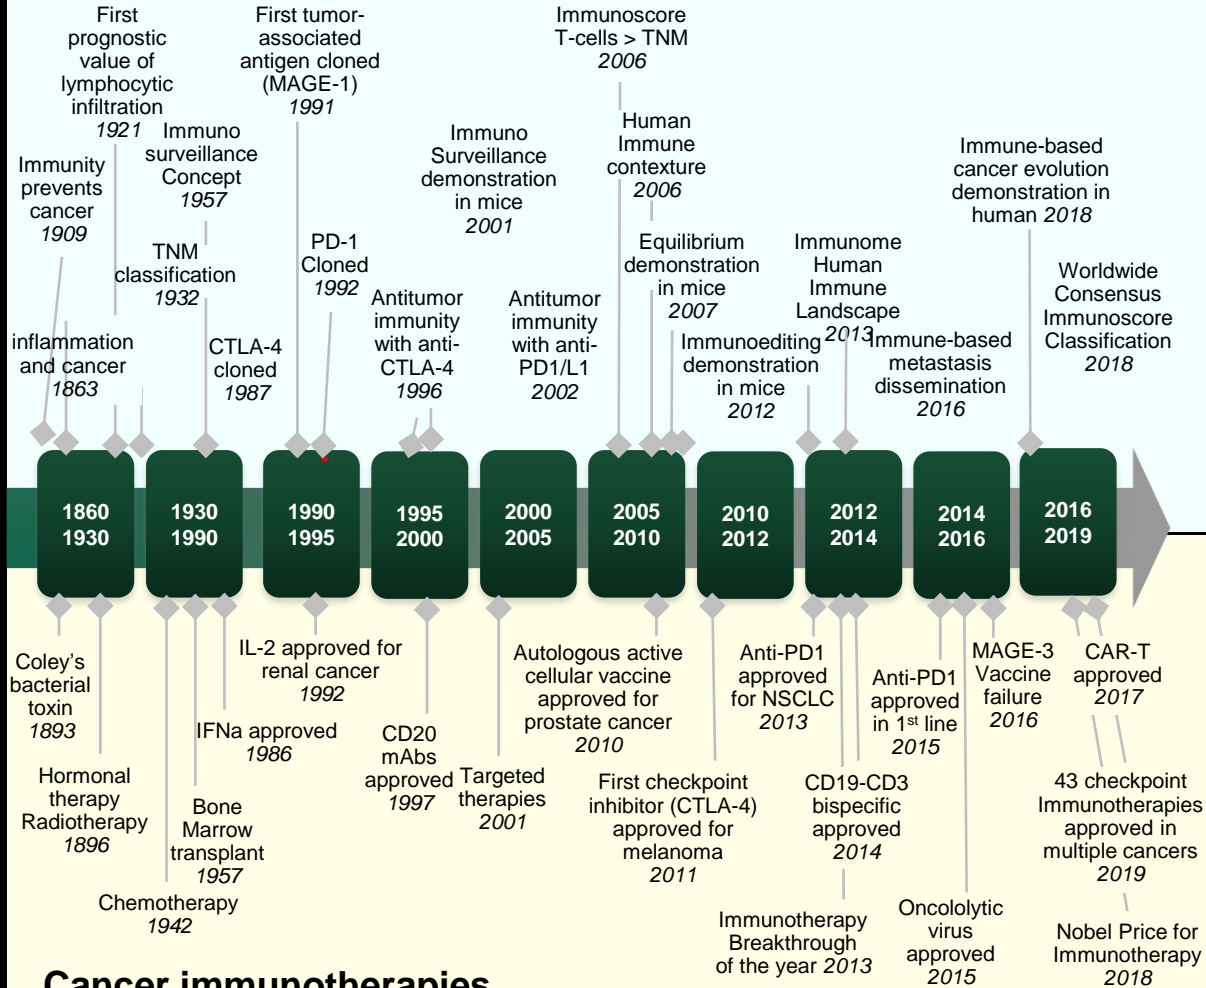 First
prognostic
value of
lymphocytic
infiltration
1921
First tumor-
associated
antigen cloned
(MAGE-1)
1991
Immunoscore
T-cells > TNM
2006
Immunity
prevents
cancer
1909
Immuno
surveillance
Concept
1957
Immuno
Surveillance
demonstration
in mice
2001
Human
Immune
contexture
2006
Immune-based
cancer evolution
demonstration in
human 2018
TNM
classification
1932
PD-1
Cloned
1992
Equilibrium
demonstration
in mice
2007
Immunome
Human
Immune
Landscape
2013
Worldwide
Consensus
Immunoscore
Classification
2018
inflammation
and cancer
1863
CTLA-4
cloned
1987
Antitumor
immunity
with anti-
CTLA-4
1996
Antitumor
immunity
with anti-
PD1/L1
2002
Immunoediting
demonstration
in mice
2012
Immune-based
metastasis
dissemination
2016
1860
1930
1930
1990
1990
1995
1995
2000
2000
2005
2005
2010
2010
2012
2012
2014
2014
2016
2016
2019
Coley’s
bacterial
toxin
1893
Hormonal
therapy
Radiotherapy
1896
Chemotherapy
1942
Bone
Marrow
transplant
1957
IFNa approved
1986
IL-2 approved for
renal cancer
1992
CD20
mAbs
approved
1997
Targeted
therapies
2001
Autologous active
cellular vaccine
approved for
prostate cancer
2010
First checkpoint
inhibitor (CTLA-4)
approved for
melanoma
2011
Anti-PD1
approved
for NSCLC
2013
CD19-CD3
bispecific
approved
2014
Immunotherapy
Breakthrough
of the year 2013
Anti-PD1
approved
in 1st line
2015
Oncololytic
virus
approved
2015
MAGE-3
Vaccine
failure
2016
CAR-T
approved
2017
43 checkpoint
Immunotherapies
approved in
multiple cancers
2019
Nobel Price for
Immunotherapy
2018
Cancer immunotherapies